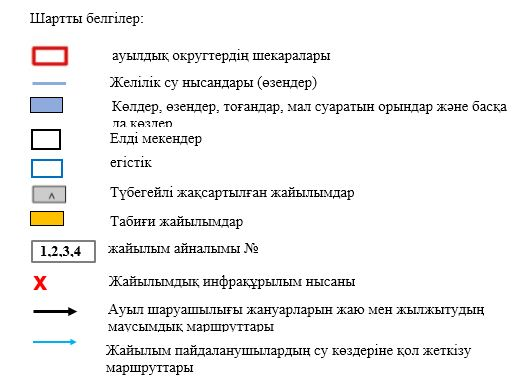 Шартты белгілер:
ауылдық округтердің шекаралары
Желілік су нысандары (өзендер)
Көлдер, өзендер, тоғандар, мал суаратын орындар және басқа
да көздер
Елді мекендер
егістік
Түбегейлі жақсартылған жайылымдар
Табиғи жайылымдар
1,2,3,4 жайылым айналымы №
X Жайылымдық инфрақұрылым нысаны
Ауыл шаруашылығы жануарларын жаю мен жылжытудың
маусымдық маршруттары
Жайылым пайдаланушылардың су көздеріне қол жеткізу
маршруттары